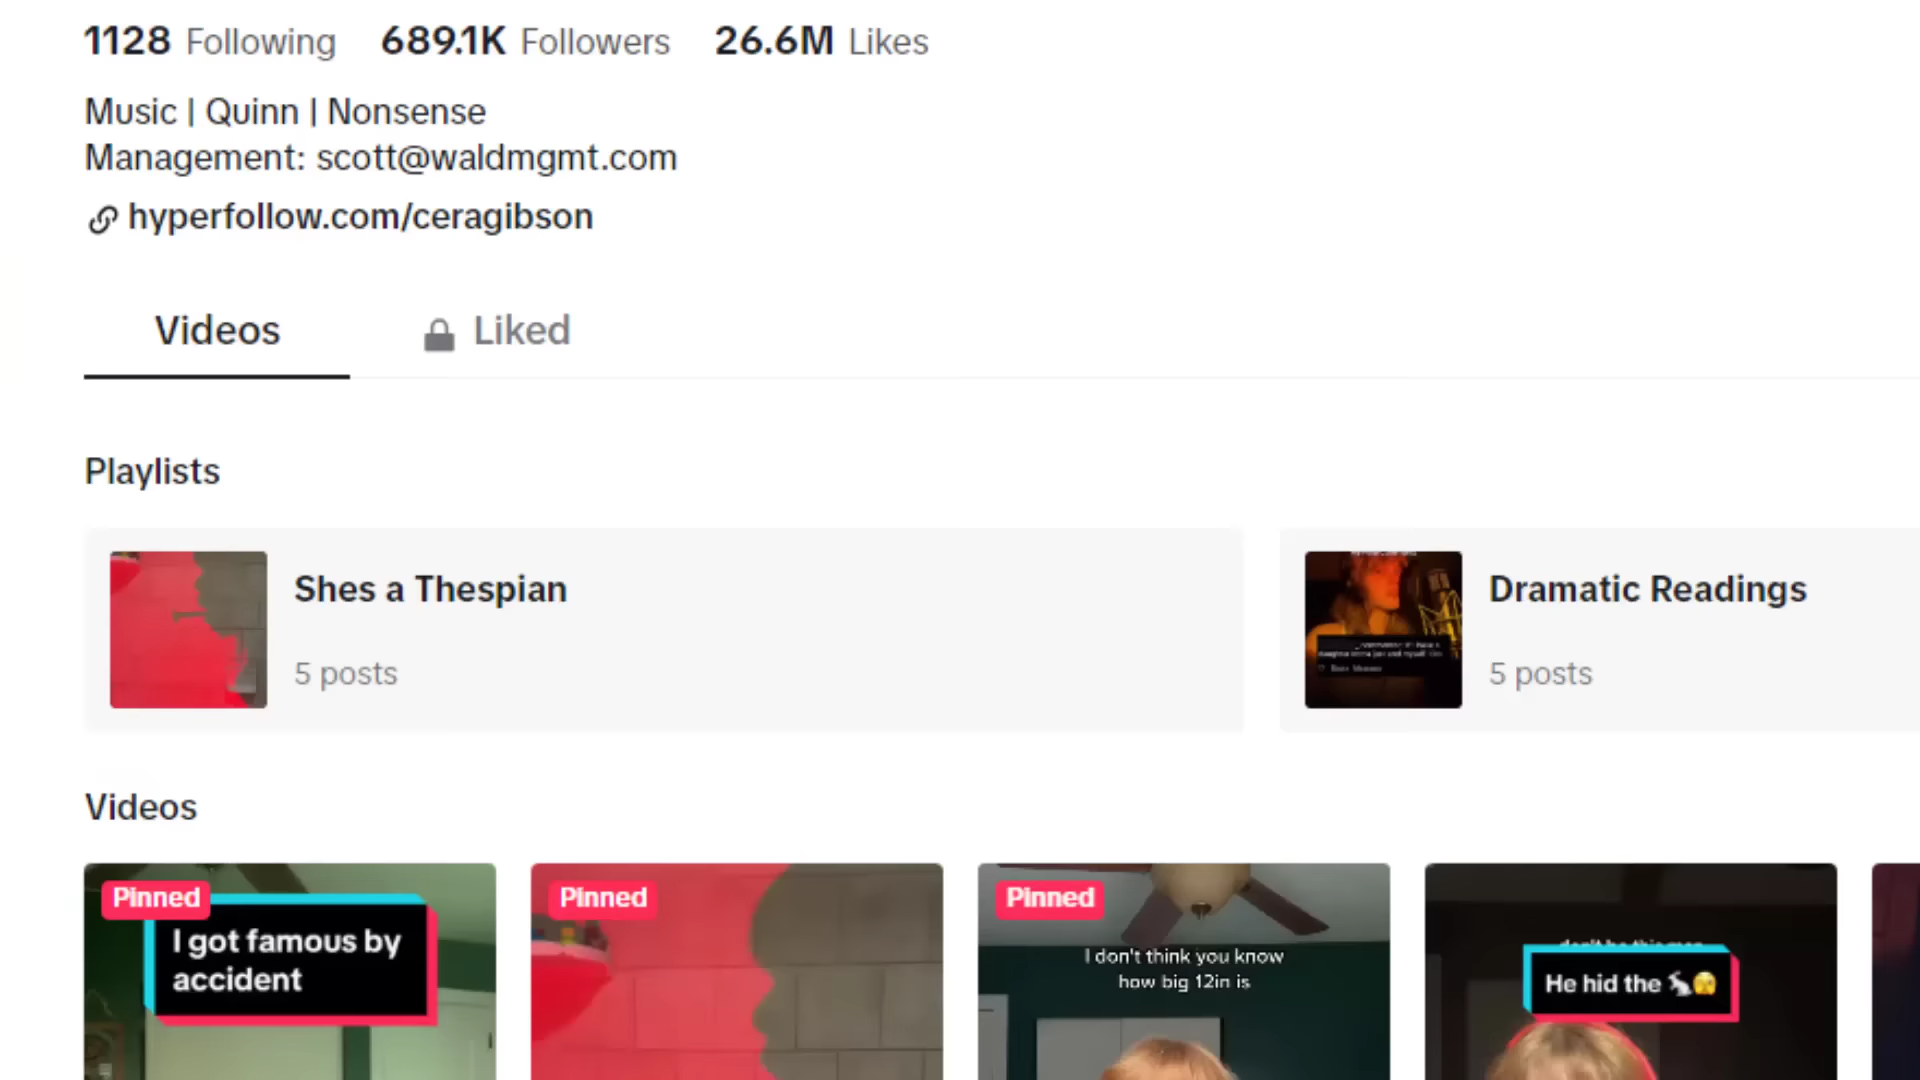 1128 Following 689.1K Followers 26.6M Likes
Music | Quinn | Nonsense
Management: scott@waldmgmt.com
hyperfollow.com/ceragibson
Videos Liked
Playlists
Shes a Thespian
5 posts
Dramatic Readings
5 posts
Videos
Pinned
I got famous by
accident
Pinned
Pinned
I don't think you know
how big 12in is
He hid the 🐇🫣